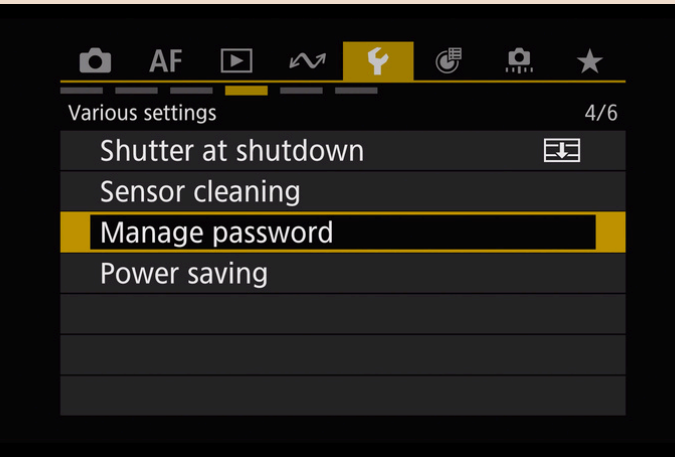 AF
Various settings 4/6
Shutter at shutdown
Sensor cleaning
Manage password
Power saving